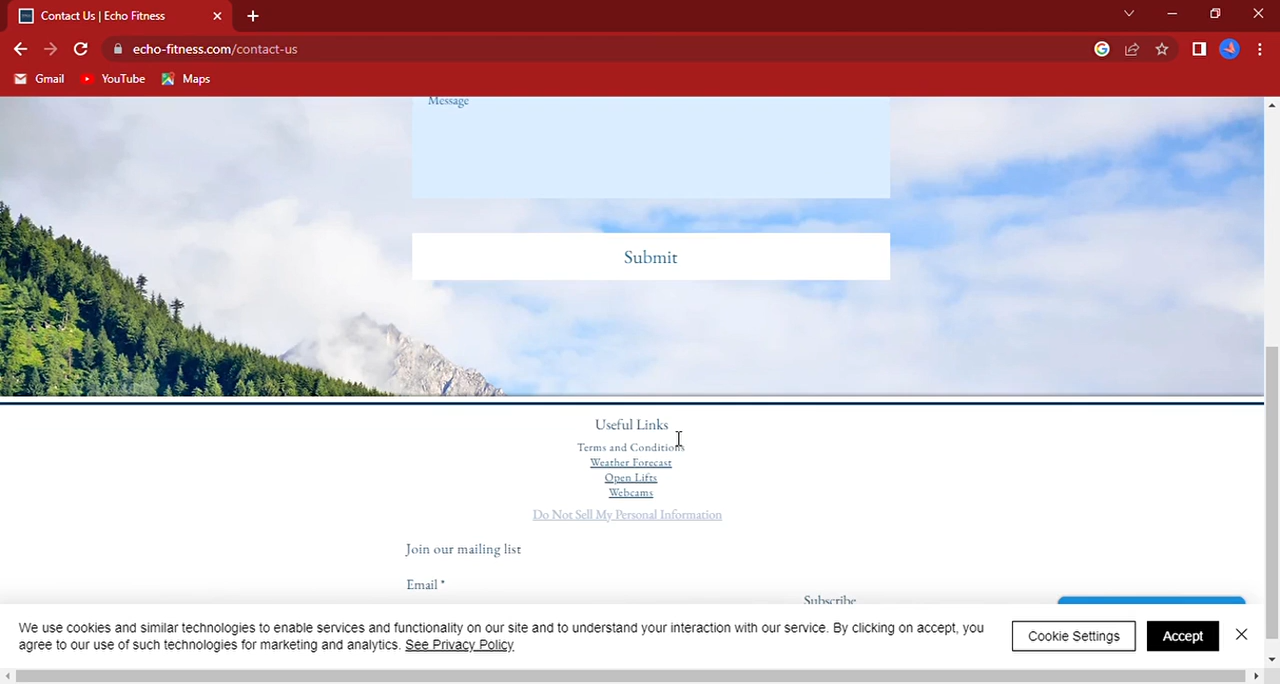 Contact Us | Echo Fitness
echo-fitness.com/contact-us
Gmail YouTube Maps
Message
Submit
Useful Links
Terms and Conditions
Weather Forecast
Open Lifts
Webcams
Do Not Sell My Personal Information
Join our mailing list
Email *
Subscribe
We use cookies and similar technologies to enable services and functionality on our site and to understand your interaction with our service. By clicking on accept, you
agree to our use of such technologies for marketing and analytics. See Privacy Policy
Cookie Settings
Accept